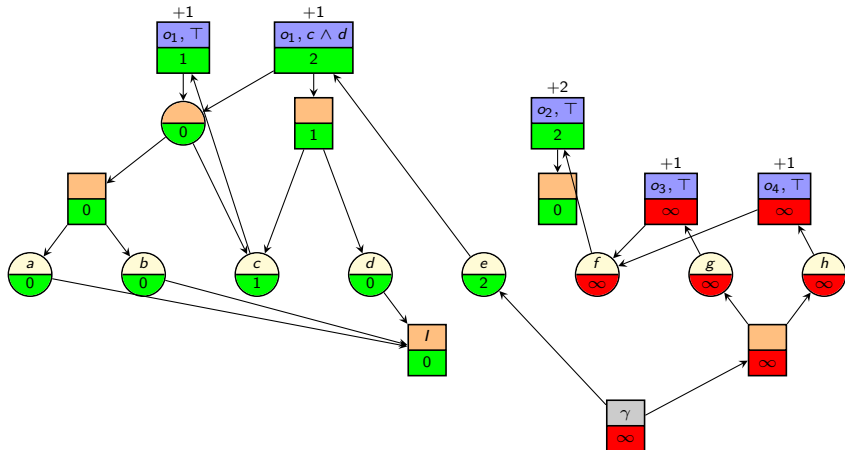 +1 +1
o₁, ⊤ o₁, c ∧ d
1 2
+2
o₂, ⊤
0 1 2
+1 +1
o₃, ⊤ o₄, ⊤
0 0 ∞ ∞
a b c d e f g h
0 0 1 0 2 ∞ ∞ ∞
I
0 ∞
γ
∞